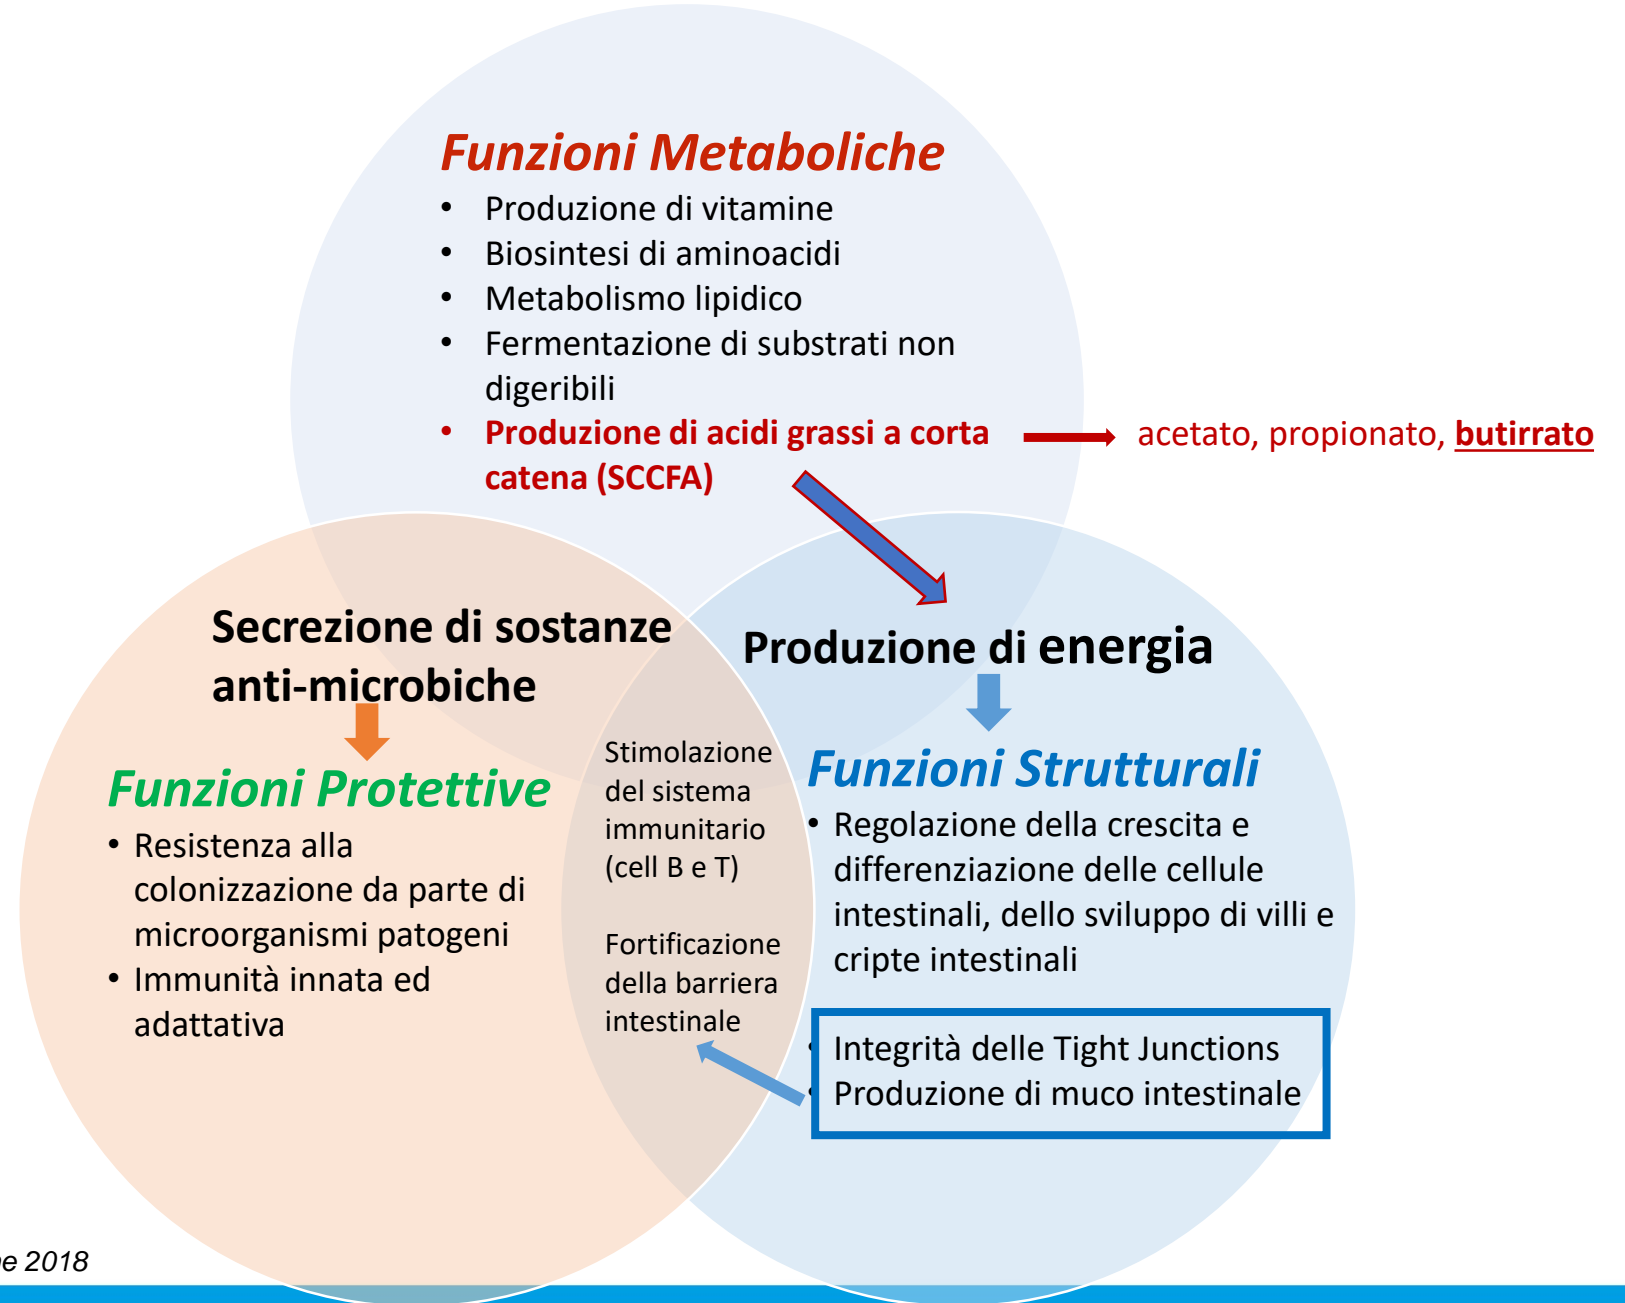 Funzioni Metaboliche
• Produzione di vitamine
• Biosintesi di aminoacidi
• Metabolismo lipidico
• Fermentazione di substrati non
digeribili
• Produzione di acidi grassi a corta
catena (SCCFA)
acetato, propionato, butirrato
Secrezione di sostanze
anti-microbiche
Produzione di energia
Funzioni Protettive
• Resistenza alla
colonizzazione da parte di
microorganismi patogeni
• Immunità innata ed
adattativa
Stimolazione
del sistema
immunitario
(cell B e T)
Fortificazione
della barriera
intestinale
Funzioni Strutturali
• Regolazione della crescita e
differenziazione delle cellule
intestinali, dello sviluppo di villi e
cripte intestinali
• Integrità delle Tight Junctions
• Produzione di muco intestinale
2018